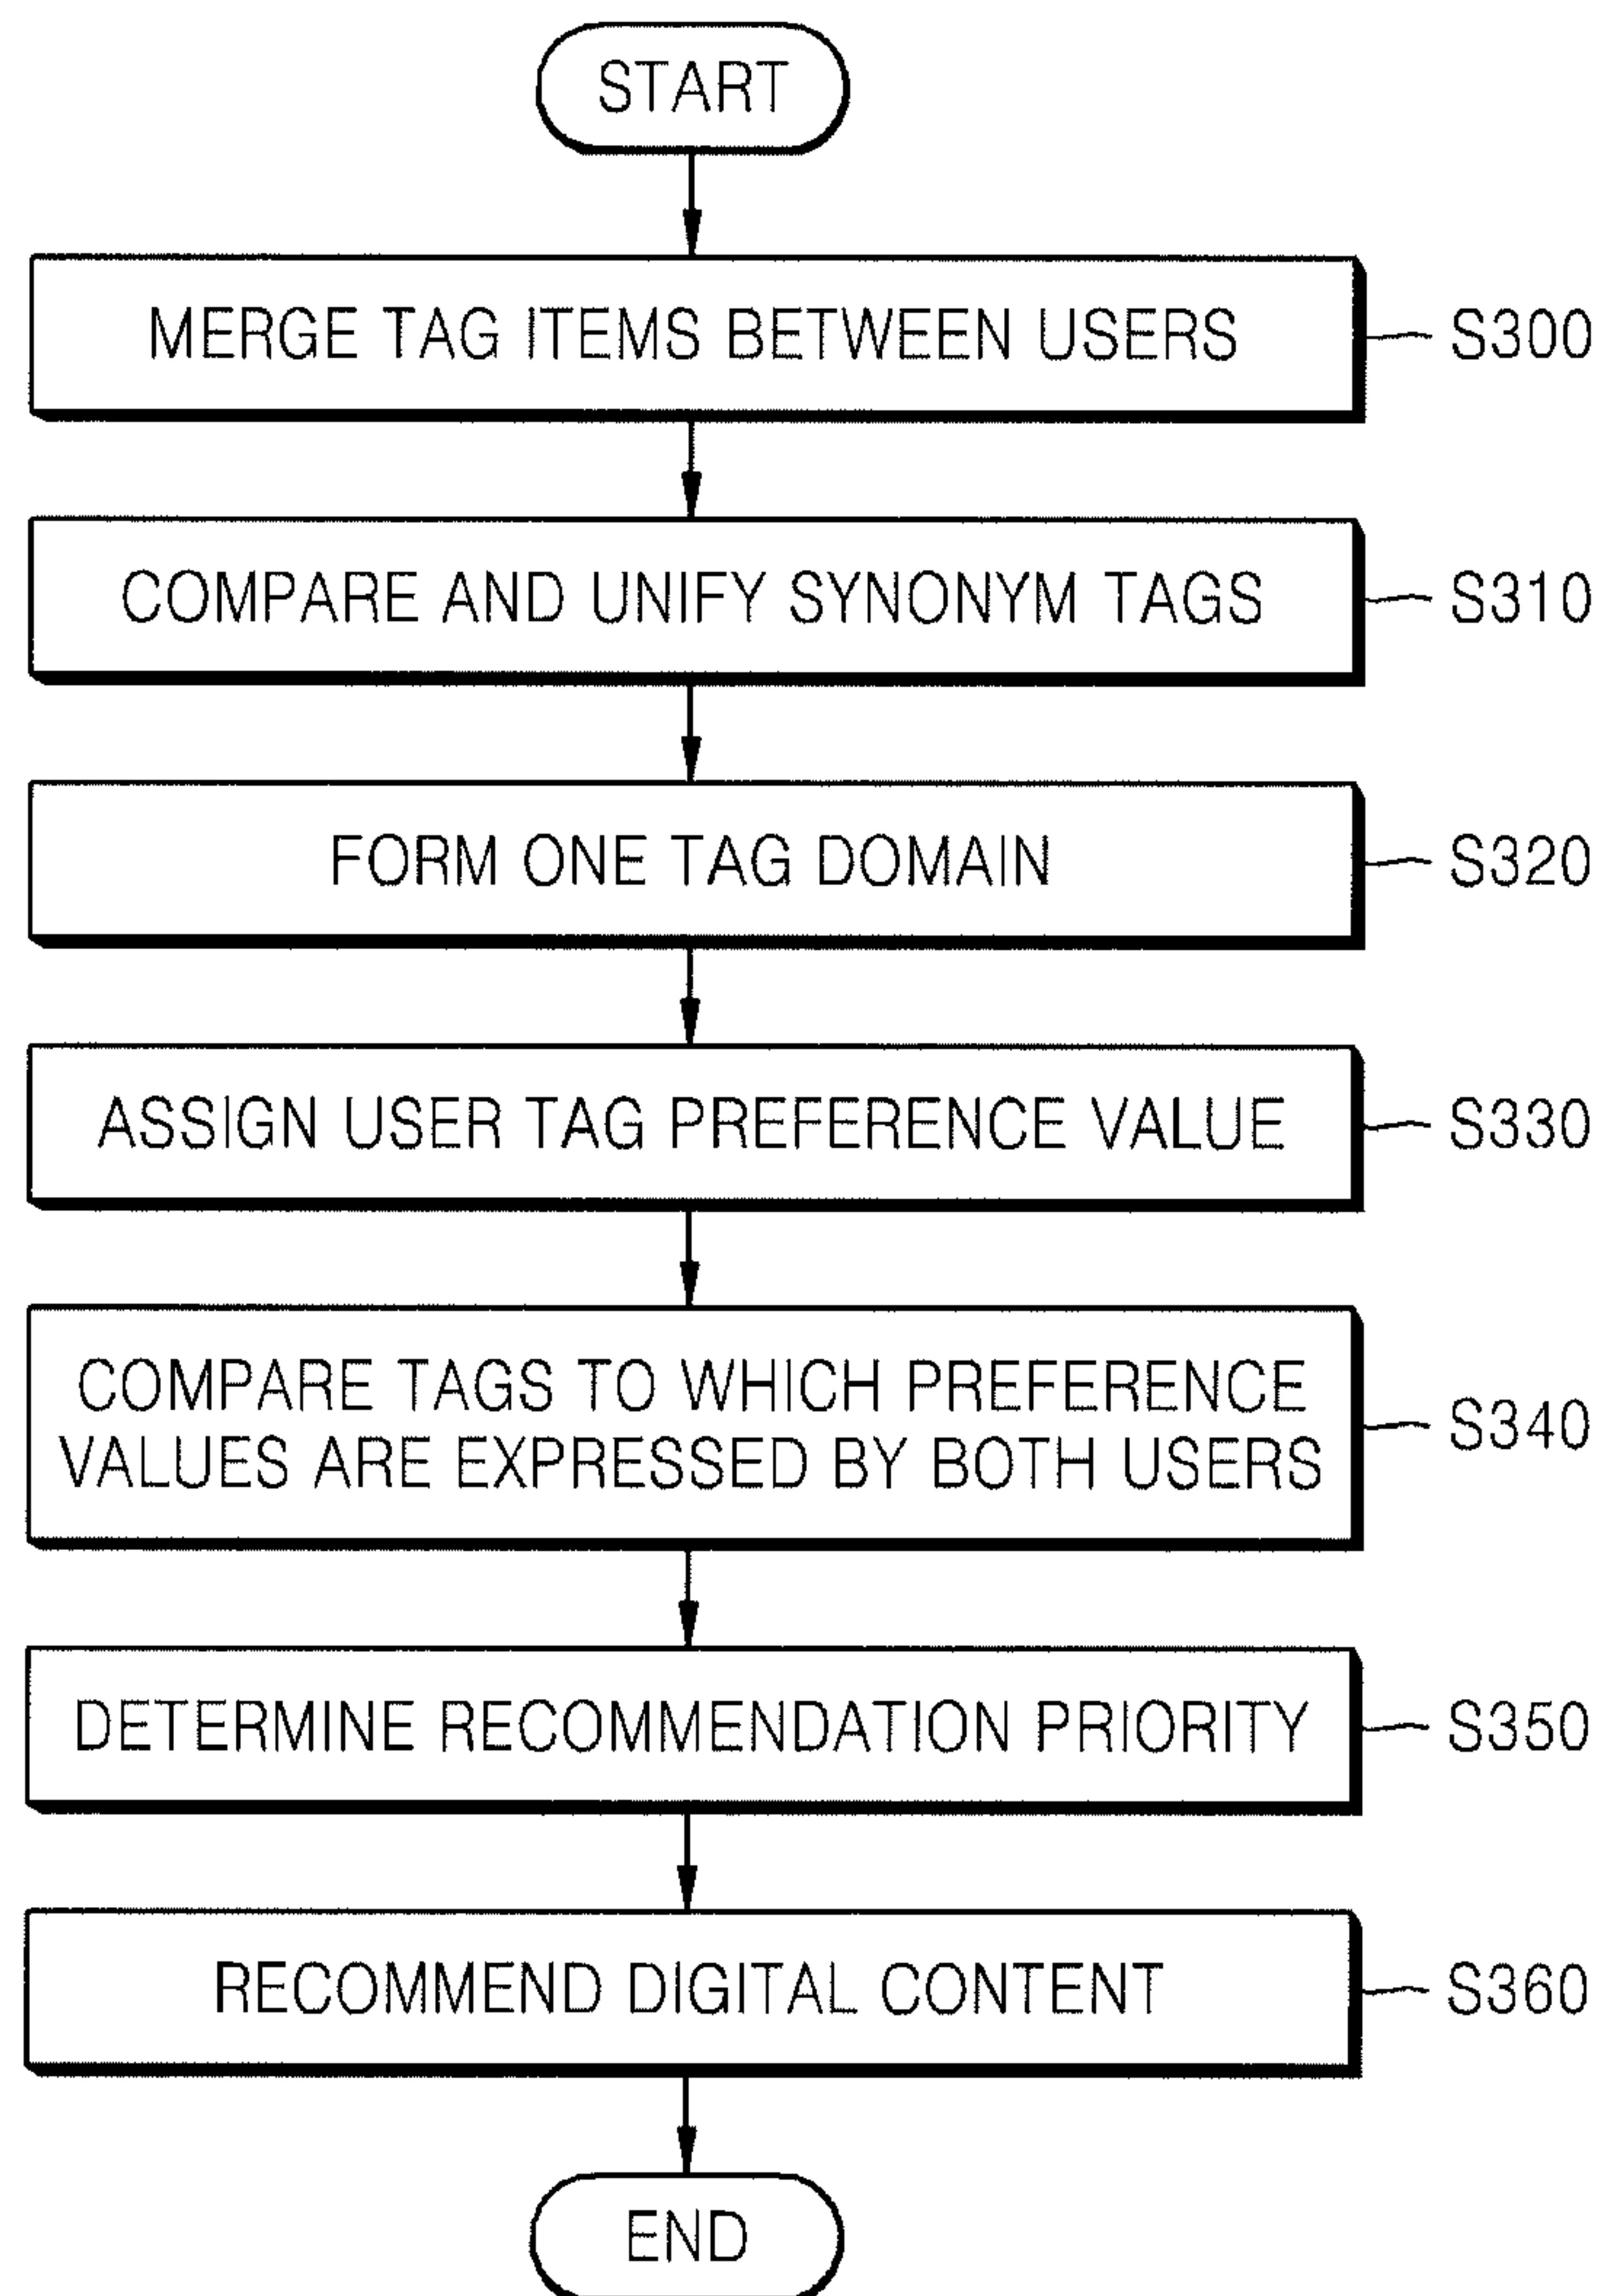 START
MERGE TAG ITEMS BETWEEN USERS
S300
COMPARE AND UNIFY SYNONYM TAGS
S310
FORM ONE TAG DOMAIN
S320
ASSIGN USER TAG PREFERENCE VALUE
S330
COMPARE TAGS TO WHICH PREFERENCE
VALUES ARE EXPRESSED BY BOTH USERS
S340
DETERMINE RECOMMENDATION PRIORITY
S350
RECOMMEND DIGITAL CONTENT
S360
END